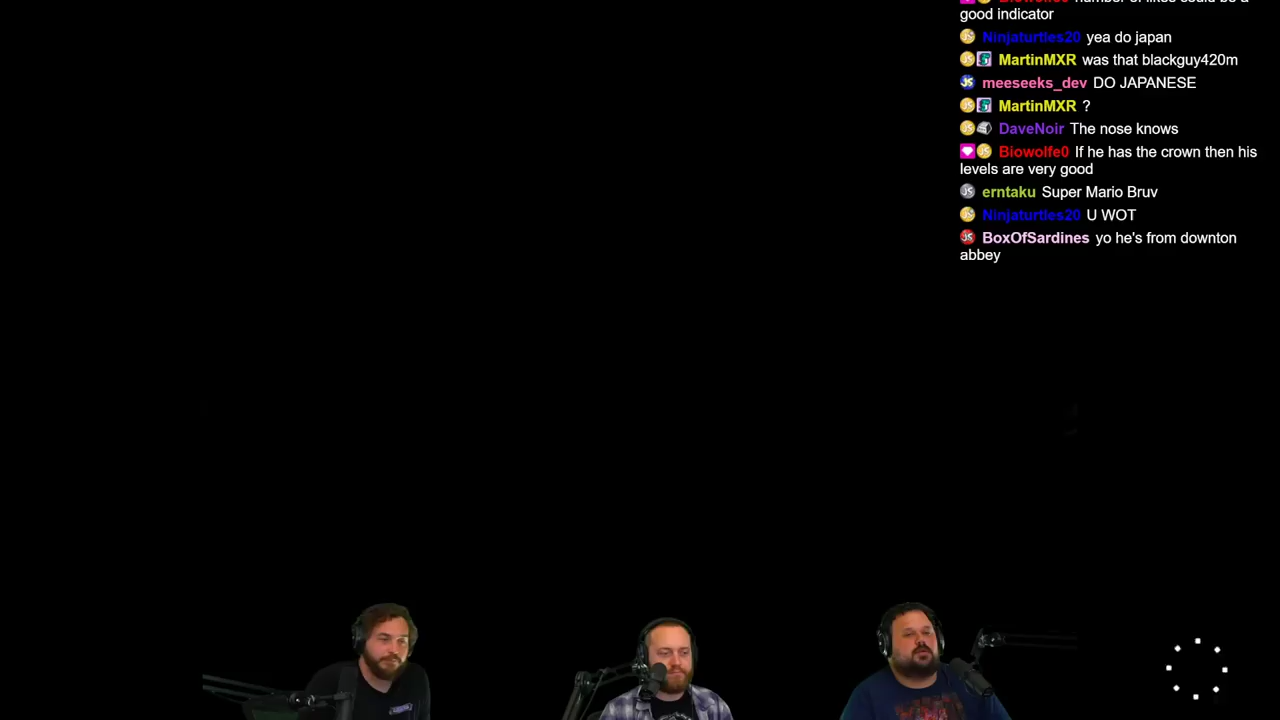 good indicator
Ninjaturtles20 yea do japan
MartinMXR was that blackguy420m
meeseeks_dev DO JAPANESE
MartinMXR ?
DaveNoir The nose knows
Biowolfe0 If he has the crown then his
levels are very good
erntaku Super Mario Bruv
Ninjaturtles20 U WOT
BoxOfSardines yo he's from downton
abbey